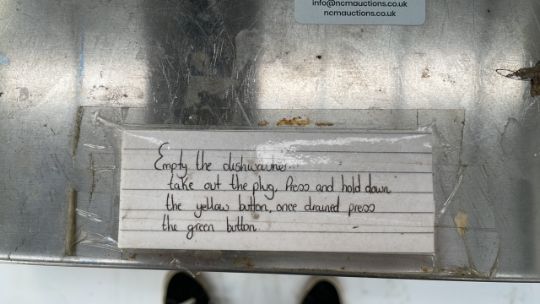 info@ncmauctions.co.uk
ncmauctions.co.uk
Empty the dishwasher
take out the plug, Press and hold down
the yellow button, once drained press
the green button